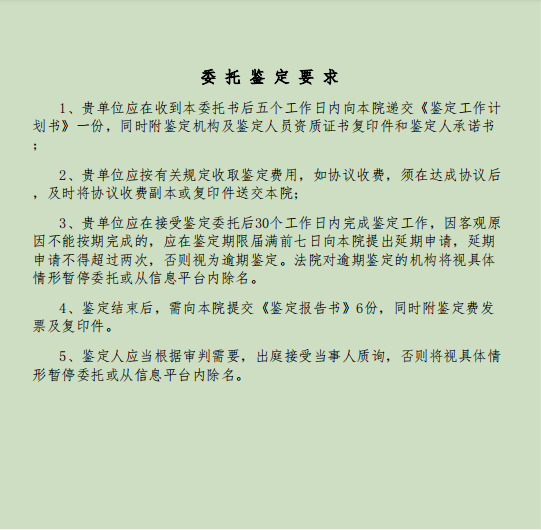 委托鉴定要求
1、贵单位应在收到本委托书后五个工作日内向本院递交《鉴定工作计
划书》一份，同时附鉴定机构及鉴定人员资质证书复印件和鉴定人承诺书
；
2、贵单位应按有关规定收取鉴定费用，如协议收费，须在达成协议后
，及时将协议收费副本或复印件送交本院；
3、贵单位应在接受鉴定委托后30个工作日内完成鉴定工作，因客观原
因不能按期完成的，应在鉴定期限届满前七日向本院提出延期申请，延期
申请不得超过两次，否则视为逾期鉴定。法院对逾期鉴定的机构将视具体
情形暂停委托或从信息平台内除名。
4、鉴定结束后，需向本院提交《鉴定报告书》6份，同时附鉴定费发
票及复印件。
5、鉴定人应当根据审判需要，出庭接受当事人质询，否则将视具体情
形暂停委托或从信息平台内除名。